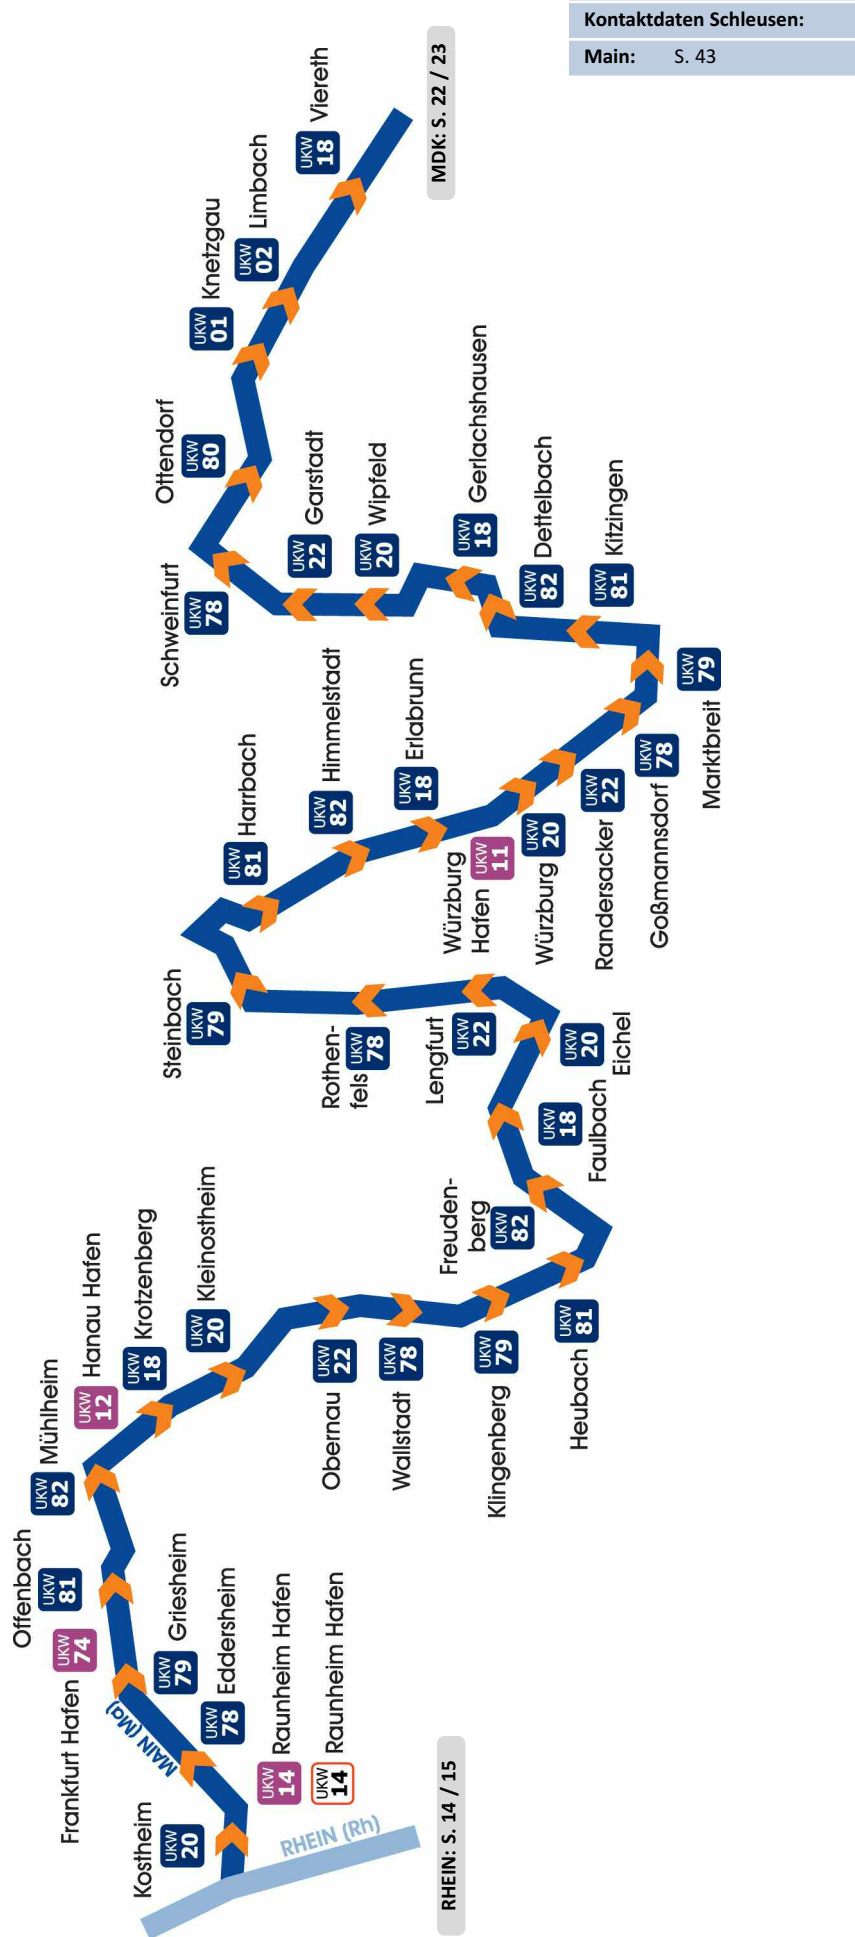 Kontaktdaten Schleusen:
Main: S. 43
MDK: S. 22 / 23
Viereth
UKW
18
Limbach
UKW
02
Knetzgau
UKW
01
Ottendorf
UKW
80
Schweinfurt
UKW
78
Garstadt
UKW
22
Wipfeld
UKW
20
Gerlachshausen
UKW
18
Dettelbach
UKW
82
Kitzingen
UKW
81
Marktbreit
UKW
79
Goßmannsdorf
UKW
78
Randersacker
UKW
22
Würzburg
UKW
20
Würzburg
Hafen
UKW
11
Erlabrunn
UKW
18
Himmelstadt
UKW
82
Harrbach
UKW
81
Steinbach
UKW
79
Rothen-
fels
UKW
78
Lengfurt
UKW
22
Eichel
UKW
20
Faulbach
UKW
18
Freuden-
berg
UKW
82
Heubach
UKW
81
Klingenberg
UKW
79
Wallstadt
UKW
78
Obernau
UKW
22
Kleinostheim
UKW
20
Krotzenberg
UKW
18
Hanau Hafen
UKW
12
Mühlheim
UKW
82
Offenbach
UKW
81
Frankfurt Hafen
UKW
74
Griesheim
UKW
79
Eddersheim
UKW
78
Raunheim Hafen
UKW
14
Raunheim Hafen
UKW
14
MAIN (Ma)
Kostheim
UKW
20
RHEIN (Rh)
RHEIN: S. 14 / 15